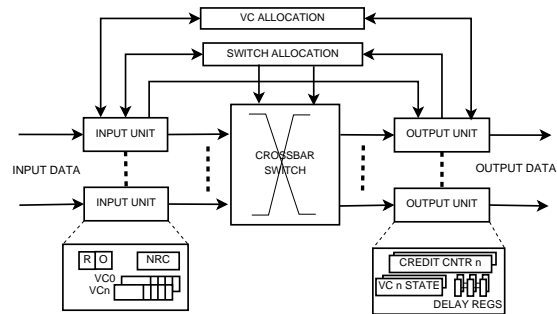 VC ALLOCATION
SWITCH ALLOCATION
INPUT UNIT
OUTPUT UNIT
INPUT DATA
CROSSBAR
SWITCH
OUTPUT DATA
INPUT UNIT
OUTPUT UNIT
R O
NRC
VC0
VCn
CREDIT CNTR n
VC n STATE
DELAY REGS